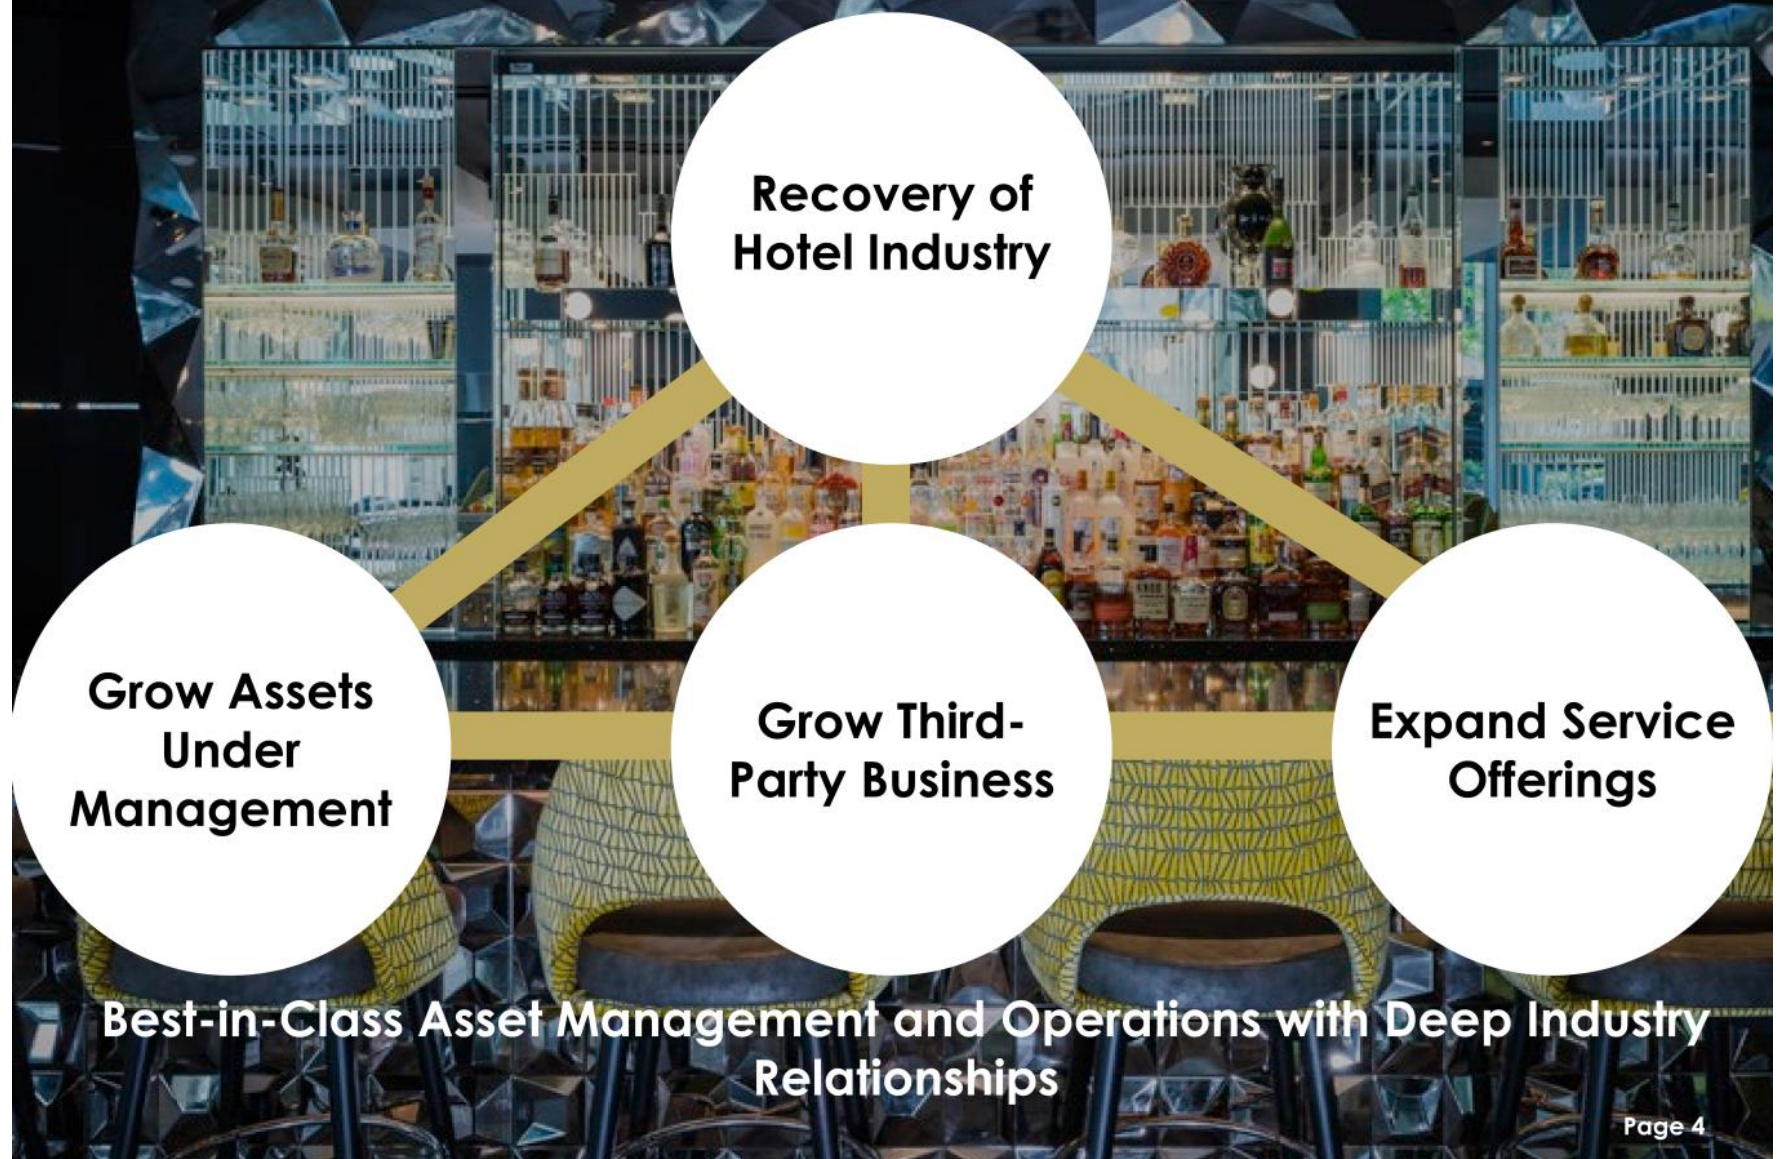 Recovery of
Hotel Industry
Grow Assets
Under
Management
Grow Third-
Party Business
Expand Service
Offerings
Best-in-Class Asset Management and Operations with Deep Industry
Relationships
Page 4